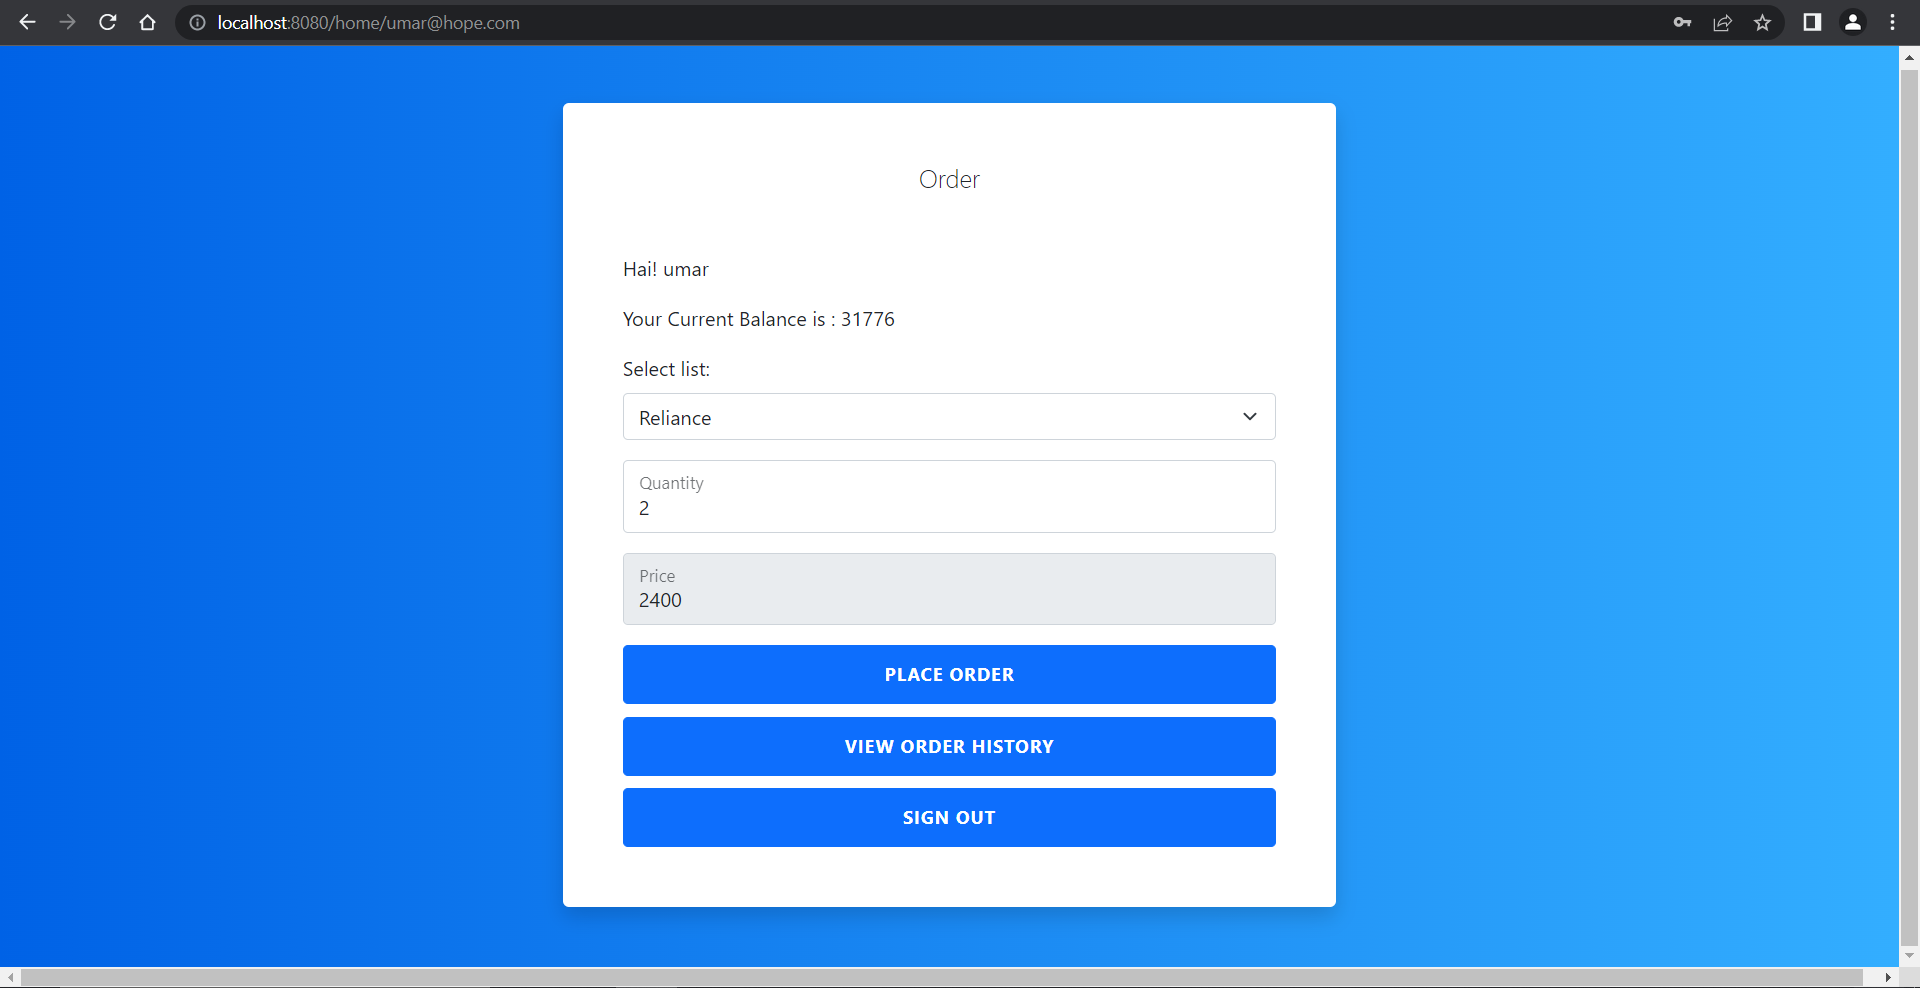 localhost:8080/home/umar@hope.com
Order
Hai! umar
Your Current Balance is : 31776
Select list:
Reliance
Quantity
2
Price
2400
PLACE ORDER
VIEW ORDER HISTORY
SIGN OUT